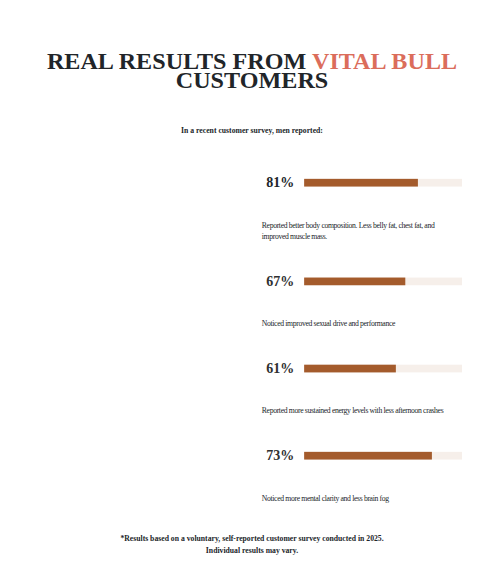 REAL RESULTS FROM VITAL BULL
CUSTOMERS
In a recent customer survey, men reported:
81%
Reported better body composition. Less belly fat, chest fat, and
improved muscle mass.
67%
Noticed improved sexual drive and performance
61%
Reported more sustained energy levels with less afternoon crashes
73%
Noticed more mental clarity and less brain fog
*Results based on a voluntary, self-reported customer survey conducted in 2025.
Individual results may vary.